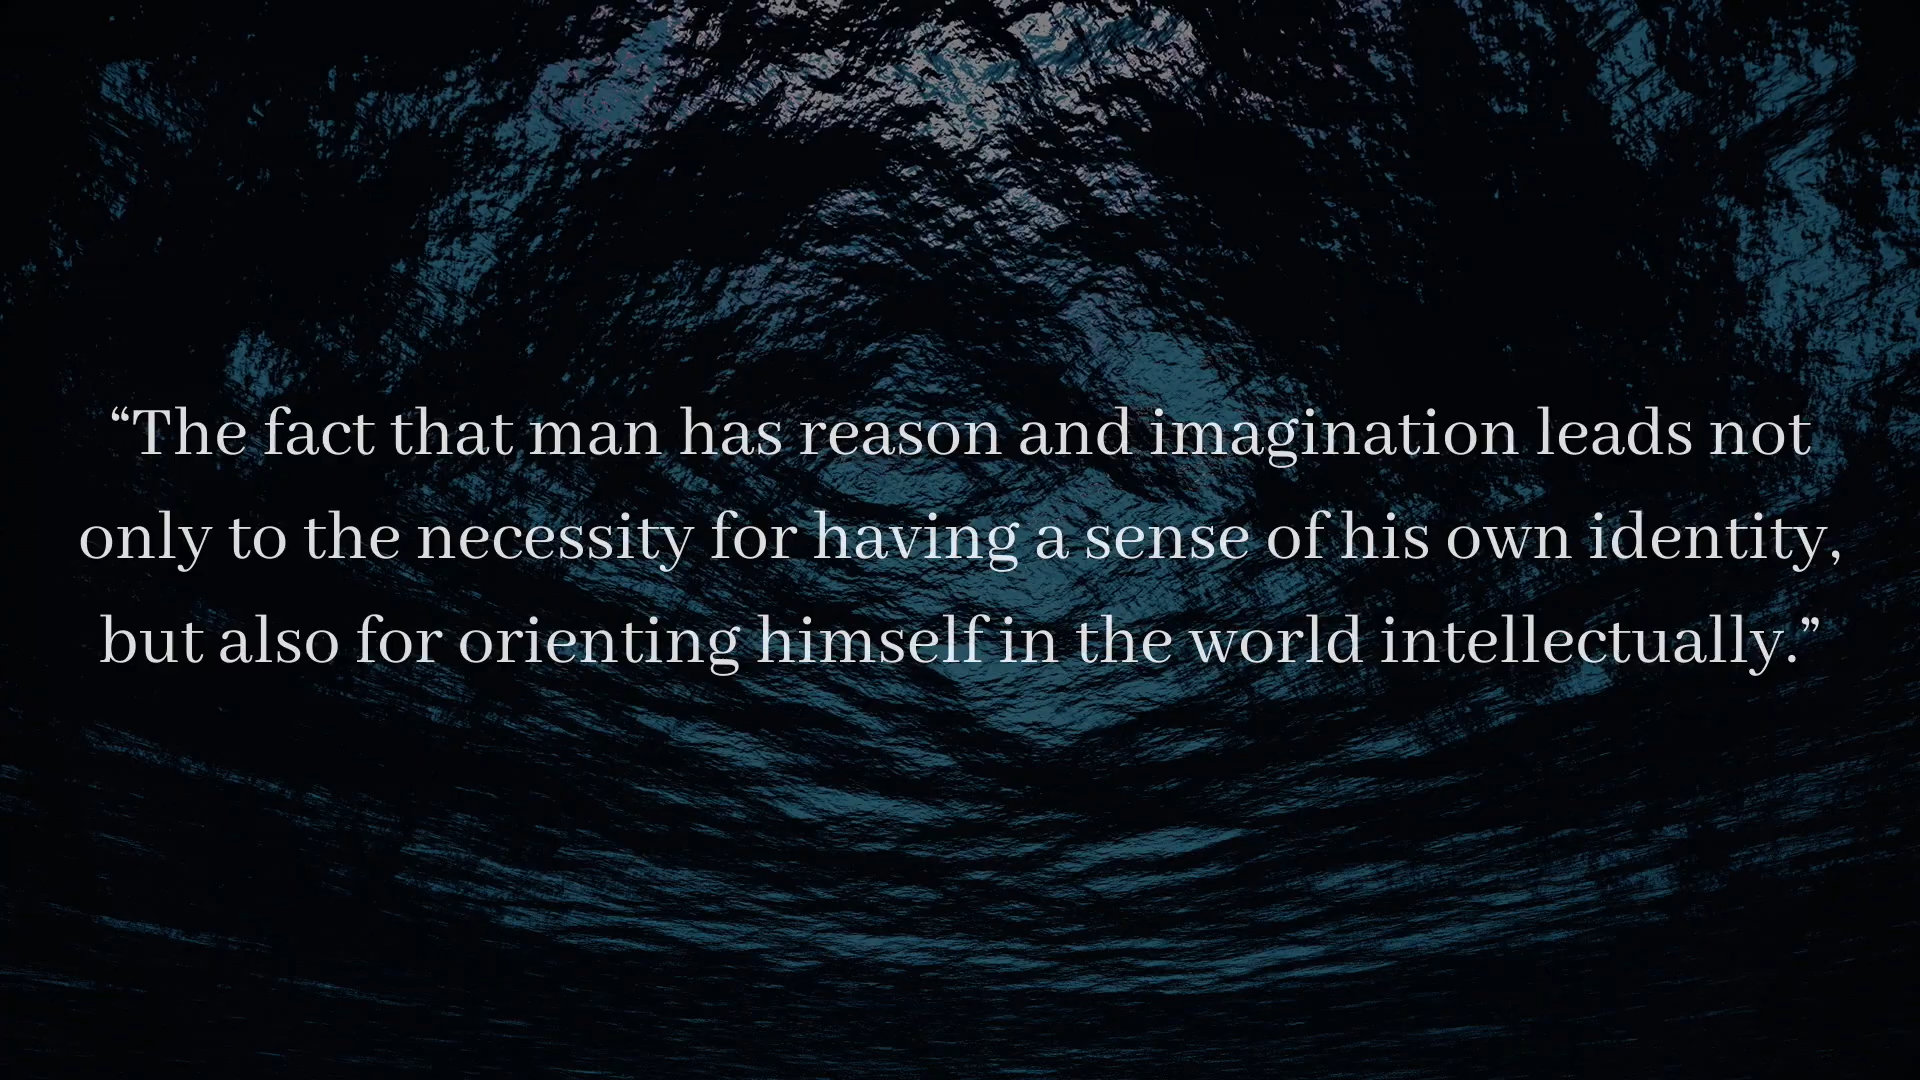 “The fact that man has reason and imagination leads not
only to the necessity for having a sense of his own identity,
but also for orienting himself in the world intellectually.”